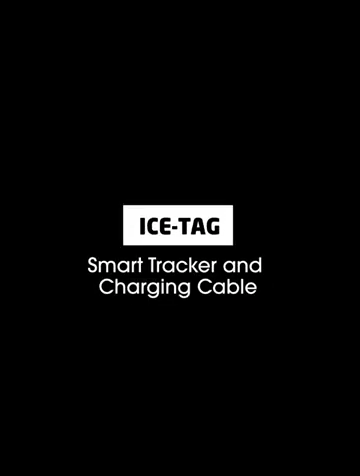 ICE-TAG
Smart Tracker and
Charging Cable